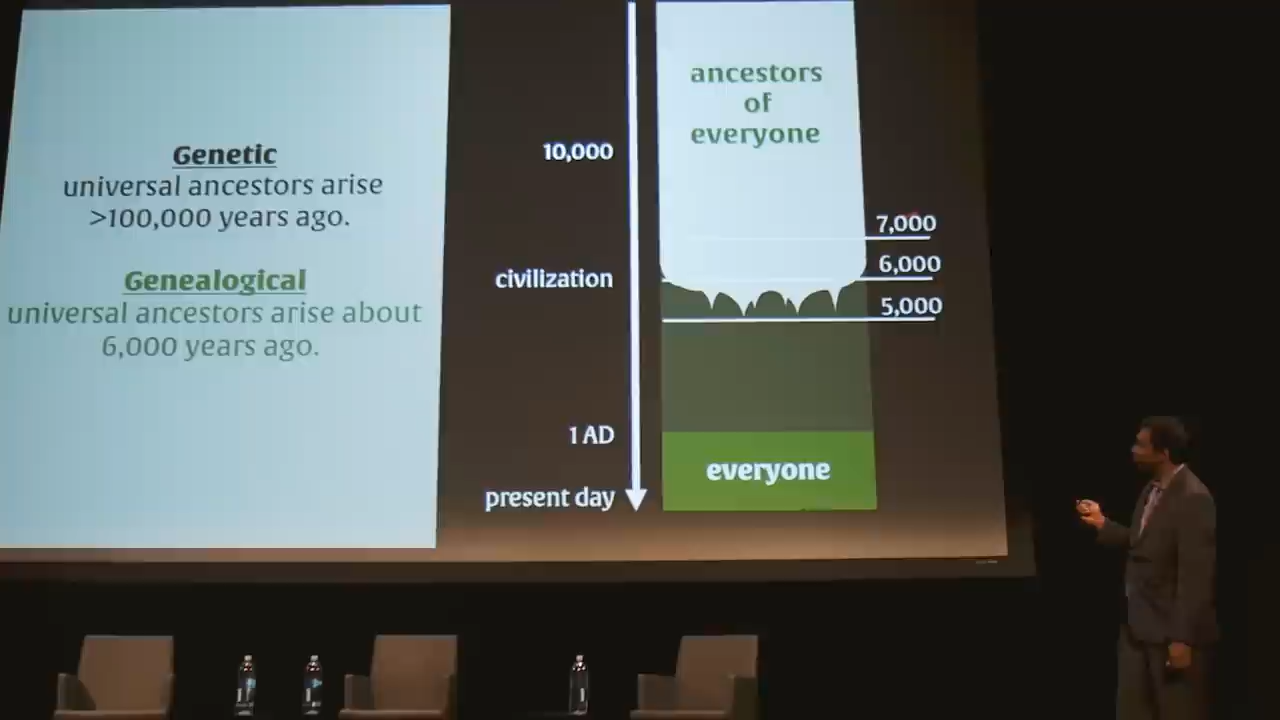 Genetic
universal ancestors arise
>100,000 years ago.
Genealogical
universal ancestors arise about
6,000 years ago.
10,000
civilization
1 AD
present day
ancestors
of
everyone
7,000
6,000
5,000
everyone